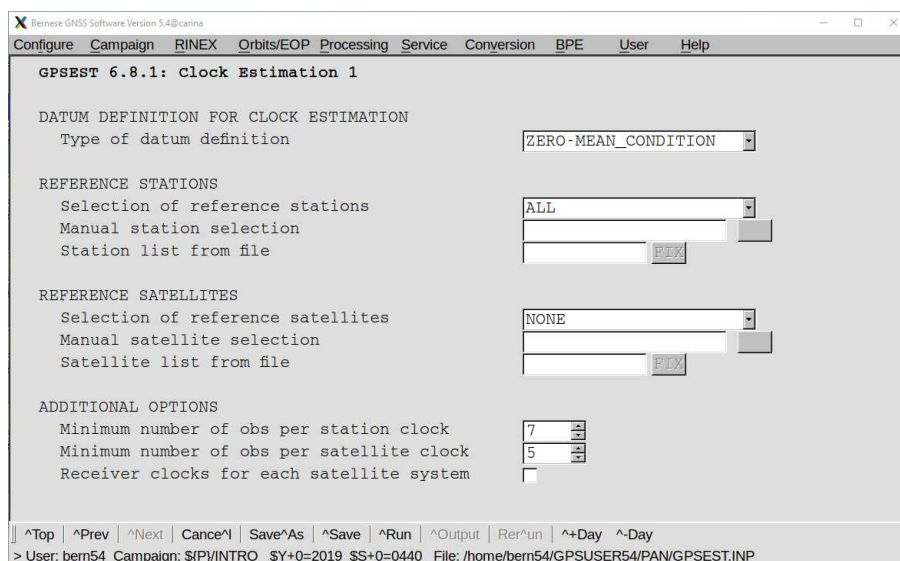 Bernese GNSS Software Version 5.4@carina
Configure Campaign RINEX Orbits/EOP Processing Service Conversion BPE User Help
GPSEST 6.8.1: Clock Estimation 1
DATUM DEFINITION FOR CLOCK ESTIMATION
Type of datum definition ZERO-MEAN_CONDITION
REFERENCE STATIONS
Selection of reference stations ALL
Manual station selection
Station list from file FIX
REFERENCE SATELLITES
Selection of reference satellites NONE
Manual satellite selection
Satellite list from file FIX
ADDITIONAL OPTIONS
Minimum number of obs per station clock 7
Minimum number of obs per satellite clock 5
Receiver clocks for each satellite system
^Top | ^Prev | ^Next | Cance^l | Save^As | ^Save | ^Run | ^Output | Rer^un | ^+Day ^-Day
> User: bern54 Campaign: ${P}/INTRO $Y+0=2019 $S+0=0440 File: /home/bern54/GPSUSER54/PAN/GPSEST.INP